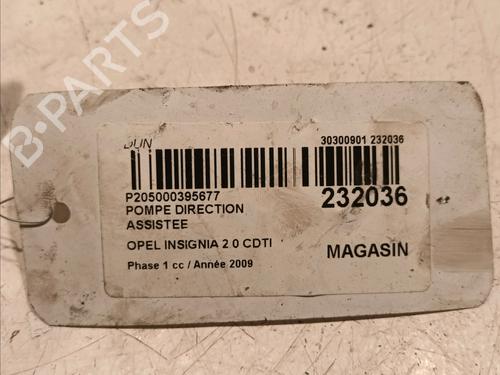 B-PARTS
DUN
30300901 232036
P205000395677
POMPE DIRECTION
ASSISTEE
232036
OPEL INSIGNIA 2 0 CDTI
MAGASIN
Phase 1 cc / Année 2009